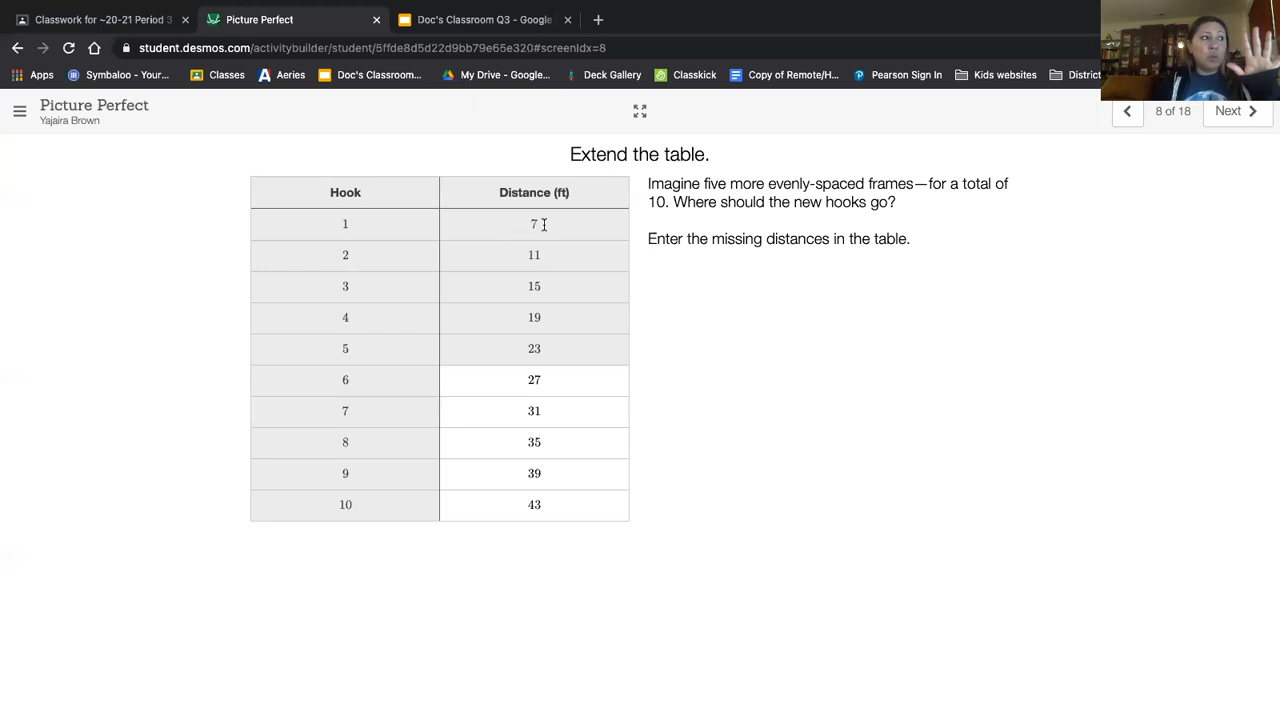 Classwork for ~20-21 Period 3
Picture Perfect
Doc's Classroom Q3 - Google
student.desmos.com/activitybuilder/student/5ffde8d5d22d9bb79e65e320#screenIdx=8
Apps Symbaloo - Your... Classes Aeries Doc's Classroom... My Drive - Google... Deck Gallery Classkick Copy of Remote/H... Pearson Sign In Kids websites District
Picture Perfect
Yajaira Brown
8 of 18 Next
Extend the table.
Hook Distance (ft)
1 7
2 11
3 15
4 19
5 23
6 27
7 31
8 35
9 39
10 43
Imagine five more evenly-spaced frames—for a total of
10. Where should the new hooks go?
Enter the missing distances in the table.